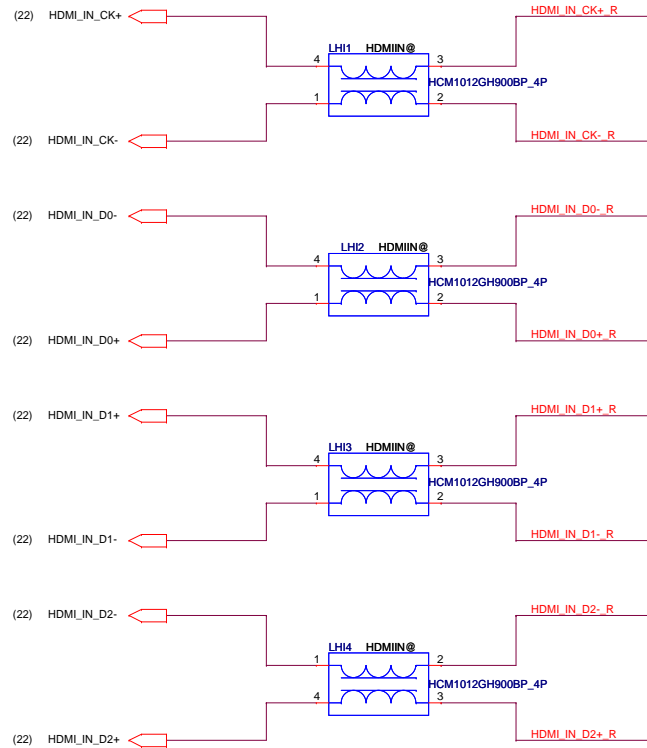 (22) HDMI_IN_CK+ HDMI_IN_CK+_R
LHI1 HDMIIN@
4 3
HCM1012GH900BP_4P
1 2
(22) HDMI_IN_CK- HDMI_IN_CK-_R
(22) HDMI_IN_D0- HDMI_IN_D0-_R
LHI2 HDMIIN@
4 3
HCM1012GH900BP_4P
1 2
(22) HDMI_IN_D0+ HDMI_IN_D0+_R
(22) HDMI_IN_D1+ HDMI_IN_D1+_R
LHI3 HDMIIN@
4 3
HCM1012GH900BP_4P
1 2
(22) HDMI_IN_D1- HDMI_IN_D1-_R
(22) HDMI_IN_D2- HDMI_IN_D2-_R
LHI4 HDMIIN@
1 2
HCM1012GH900BP_4P
4 3
(22) HDMI_IN_D2+ HDMI_IN_D2+_R